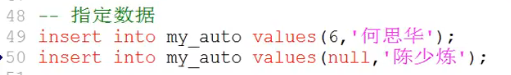 48 -- 指定数据
49 insert into my_auto values(6,'何思华');
50 insert into my_auto values(null,'陈少炼');